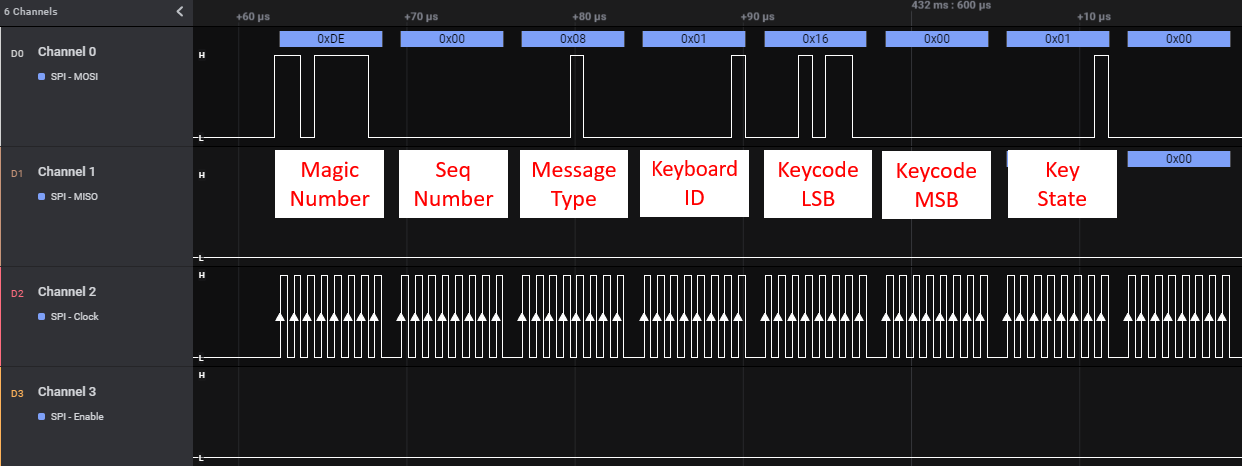 6 Channels
+60 µs
+70 µs
+80 µs
+90 µs
432 ms : 600 µs
+10 µs
D0
Channel 0
SPI - MOSI
H
L
0xDE
0x00
0x08
0x01
0x16
0x00
0x01
0x00
D1
Channel 1
SPI - MISO
H
L
Magic
Number
Seq
Number
Message
Type
Keyboard
ID
Keycode
LSB
Keycode
MSB
Key
State
0x00
D2
Channel 2
SPI - Clock
H
L
D3
Channel 3
SPI - Enable
H
L